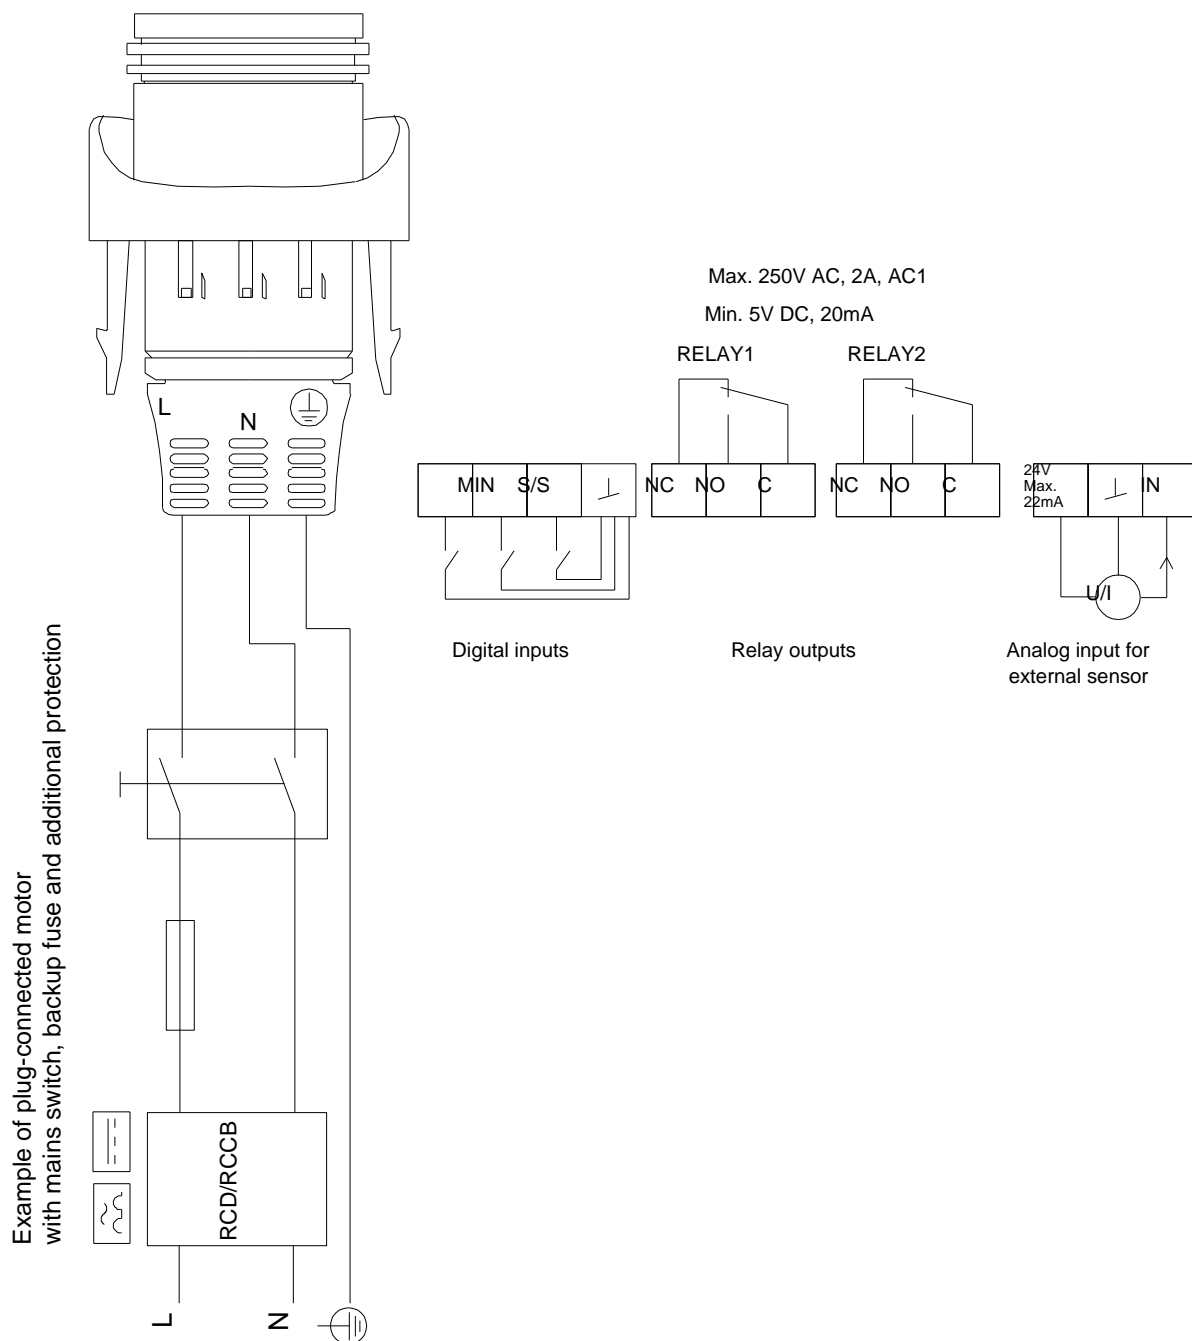 Max. 250V AC, 2A, AC1
Min. 5V DC, 20mA
RELAY1
RELAY2
L
N
MIN
S/S
NC
NO
C
NC
NO
C
24V
Max.
22mA
IN
U/I
Digital inputs
Relay outputs
Analog input for
external sensor
Example of plug-connected motor
with mains switch, backup fuse and additional protection
RCD/RCCB
L
N